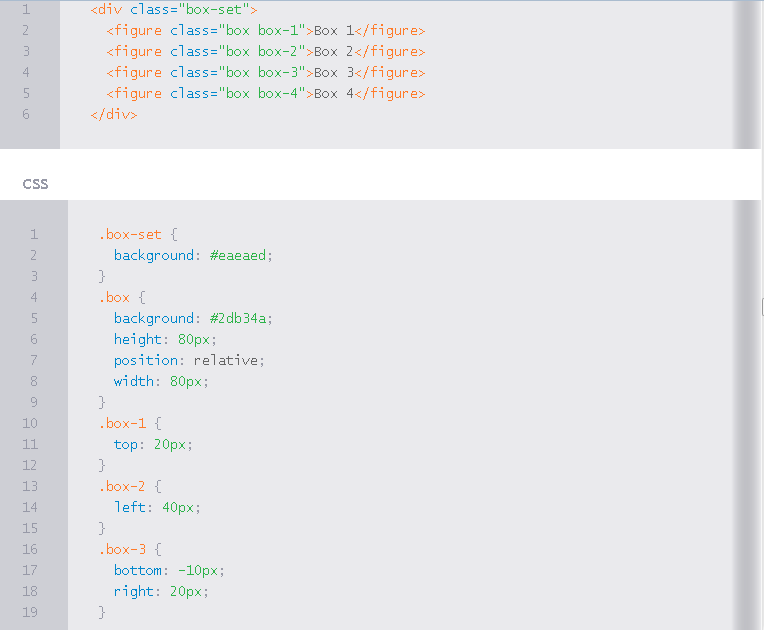 1 <div class="box-set">
2   <figure class="box box-1">Box 1</figure>
3   <figure class="box box-2">Box 2</figure>
4   <figure class="box box-3">Box 3</figure>
5   <figure class="box box-4">Box 4</figure>
6 </div>
CSS
1 .box-set {
2   background: #eaeaed;
3 }
4 .box {
5   background: #2db34a;
6   height: 80px;
7   position: relative;
8   width: 80px;
9 }
10 .box-1 {
11   top: 20px;
12 }
13 .box-2 {
14   left: 40px;
15 }
16 .box-3 {
17   bottom: -10px;
18   right: 20px;
19 }